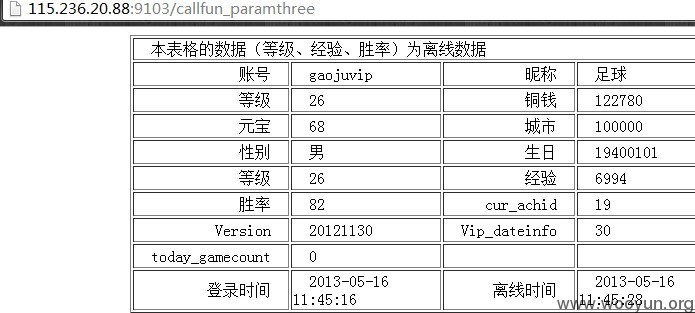 115.236.20.88:9103/callfun_paramthree
本表格的数据（等级、经验、胜率）为离线数据
账号 gaojuvip 昵称 足球
等级 26 铜钱 122780
元宝 68 城市 100000
性别 男 生日 19400101
等级 26 经验 6994
胜率 82 cur_achid 19
Version 20121130 Vip_dateinfo 30
today_gamecount 0
登录时间 2013-05-16 11:45:16 离线时间 2013-05-16 11:45:28
www.wooyun.org